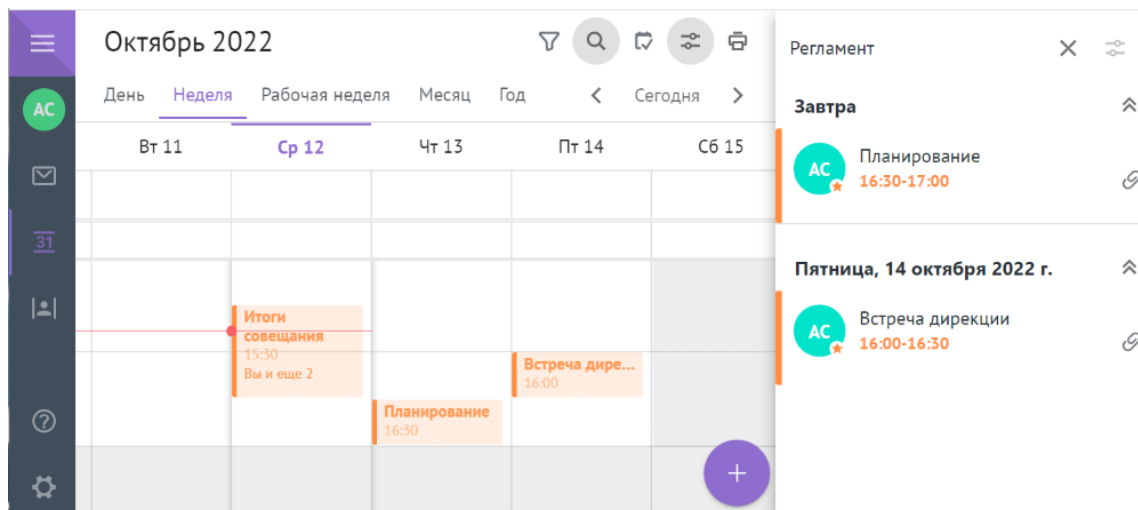 Октябрь 2022
День Неделя Рабочая неделя Месяц Год Сегодня
Вт 11 Ср 12 Чт 13 Пт 14 Сб 15
АС
31
Итоги
совещания
15:30
Вы и еще 2
Встреча дире...
16:00
Планирование
16:30
Регламент
Завтра
АС
Планирование
16:30-17:00
Пятница, 14 октября 2022 г.
АС
Встреча дирекции
16:00-16:30